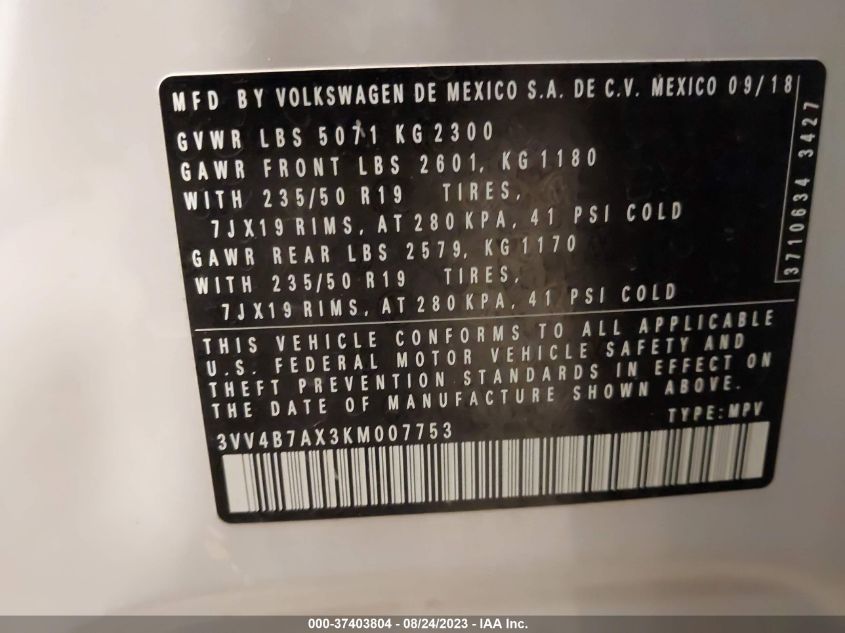 MFD BY VOLKSWAGEN DE MEXICO S.A. DE C.V. MEXICO 09/18
GVWR LBS 5071 KG 2300
GAWR FRONT LBS 2601, KG 1180
WITH 235/50 R19 TIRES,
7JX19 RIMS, AT 280 KPA, 41 PSI COLD
GAWR REAR LBS 2579, KG 1170
WITH 235/50 R19 TIRES,
7JX19 RIMS, AT 280 KPA, 41 PSI COLD
3710634 3427
THIS VEHICLE CONFORMS TO ALL APPLICABLE
U.S. FEDERAL MOTOR VEHICLE SAFETY AND
THEFT PREVENTION STANDARDS IN EFFECT ON
THE DATE OF MANUFACTURE SHOWN ABOVE.
3VV4B7AX3KM007753 TYPE: MPV
000-37403804 - 08/24/2023 - IAA Inc.